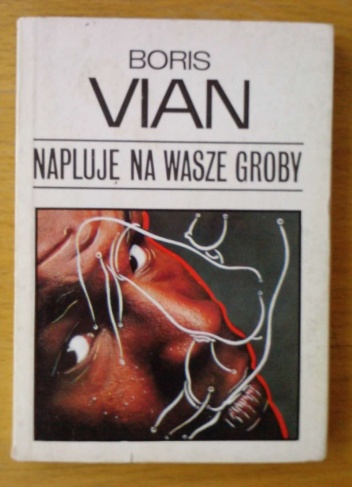 BORIS
VIAN
NAPLUJĘ NA WASZE GROBY